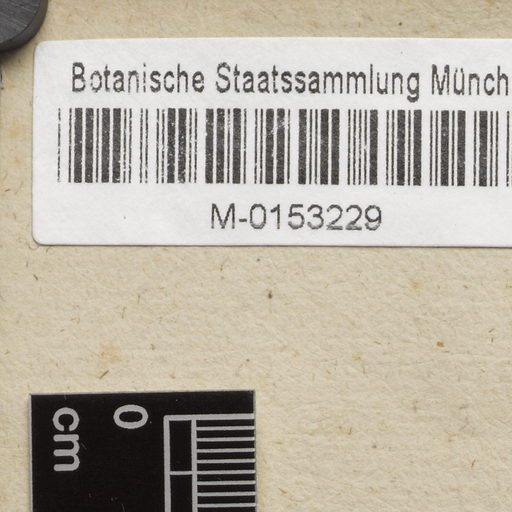 Botanische Staatssammlung Münch
M-0153229
0
cm